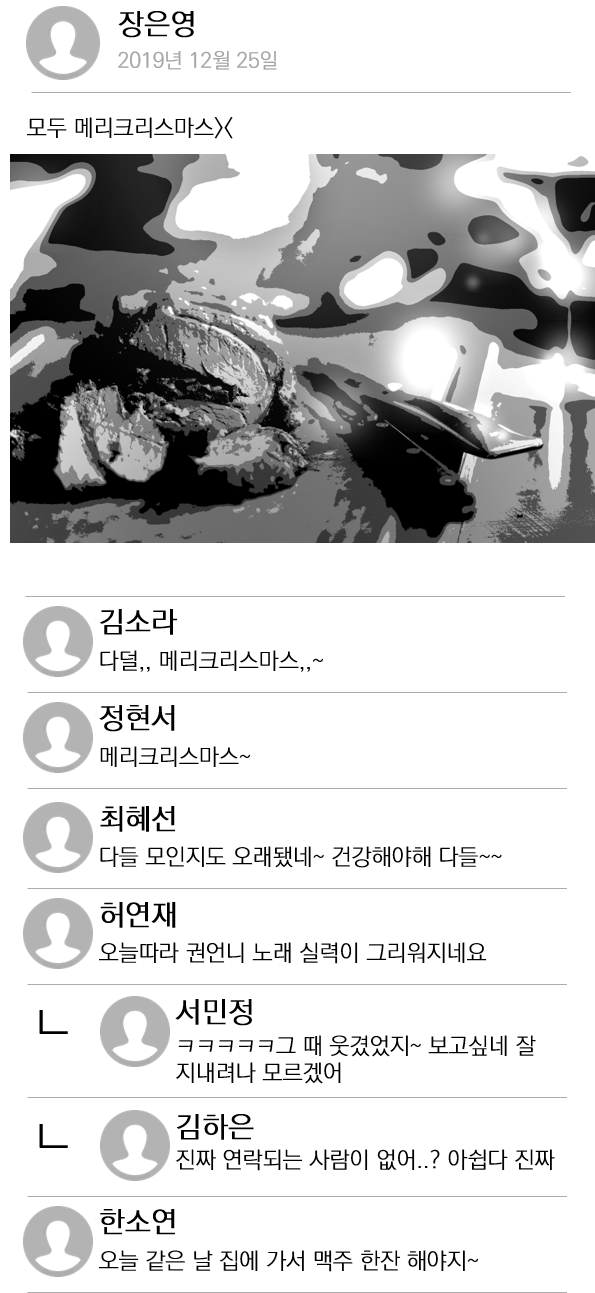 장은영
2019년 12월 25일
모두 메리크리스마스><
김소라
다덜,, 메리크리스마스,,~
정현서
메리크리스마스~
최혜선
다들 모인지도 오래됐네~ 건강해야해 다들~~
허연재
오늘따라 권언니 노래 실력이 그리워지네요
ㄴ 서민정
ㅋㅋㅋㅋㅋ그 때 웃겼었지~ 보고싶네 잘
지내려나 모르겠어
ㄴ 김하은
진짜 연락되는 사람이 없어..? 아쉽다 진짜
한소연
오늘 같은 날 집에 가서 맥주 한잔 해야지~